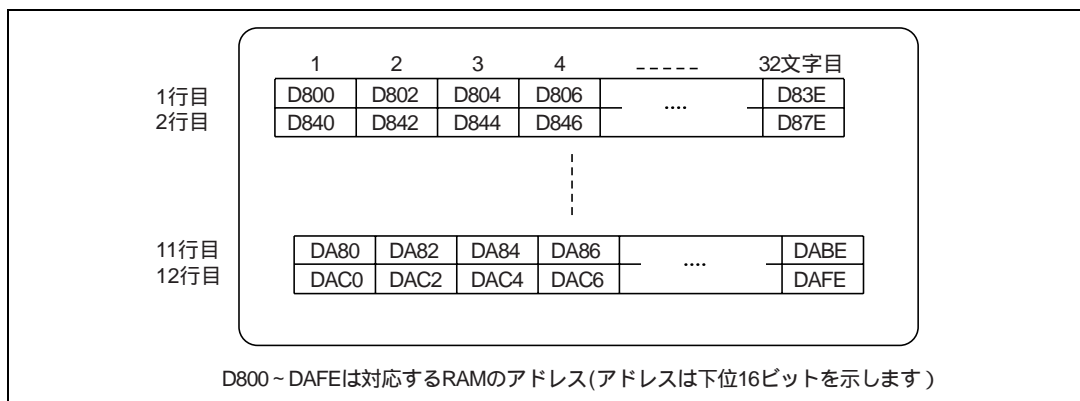 1 2 3 4 ----- 32文字目
1行目 D800 D802 D804 D806 .... D83E
2行目 D840 D842 D844 D846 D87E
11行目 DA80 DA82 DA84 DA86 .... DABE
12行目 DAC0 DAC2 DAC4 DAC6 DAFE
D800～DAFEは対応するRAMのアドレス(アドレスは下位16ビットを示します)